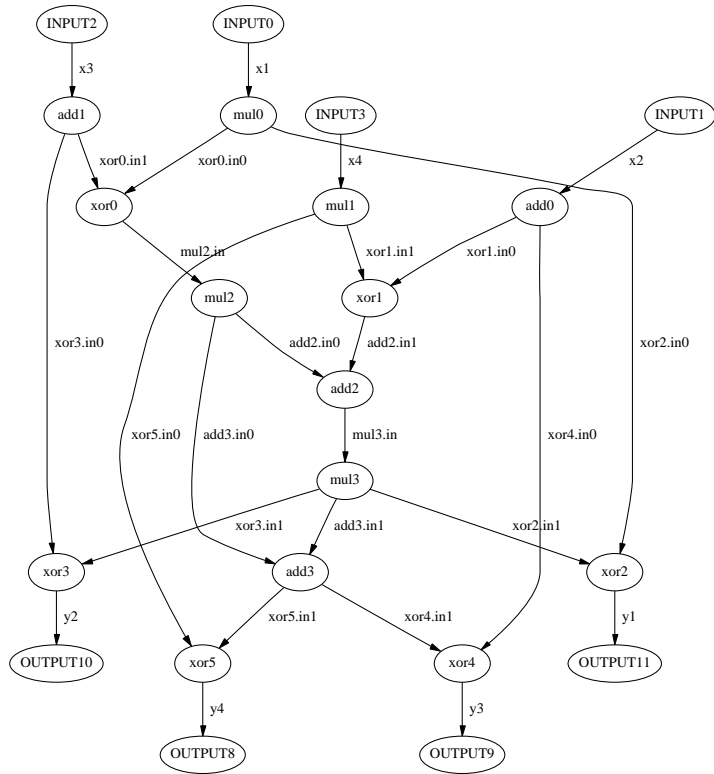 INPUT2
INPUT0
x3
x1
add1
mul0
INPUT3
INPUT1
xor0.in1
xor0.in0
x4
x2
xor0
mul1
add0
mul2.in
xor1.in1
xor1.in0
mul2
xor1
xor3.in0
add2.in0
add2.in1
xor2.in0
add2
xor5.in0
add3.in0
mul3.in
xor4.in0
mul3
xor3.in1
add3.in1
xor2.in1
xor3
add3
xor2
y2
xor5.in1
xor4.in1
y1
OUTPUT10
xor5
xor4
OUTPUT11
y4
y3
OUTPUT8
OUTPUT9